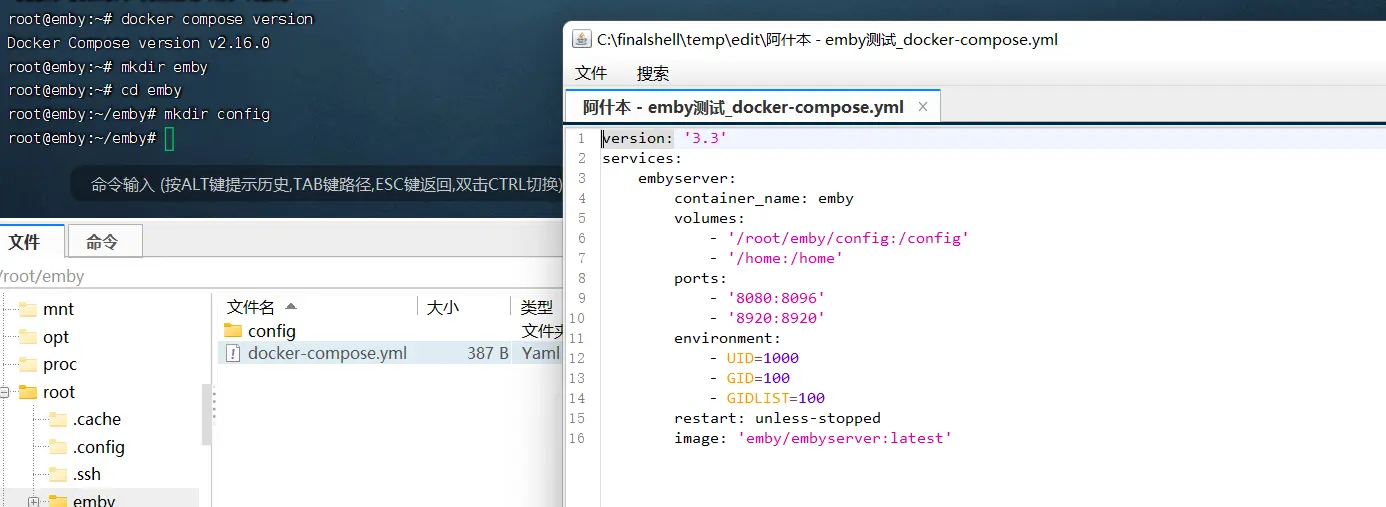 root@emby:~# docker compose version
Docker Compose version v2.16.0
root@emby:~# mkdir emby
root@emby:~# cd emby
root@emby:~/emby# mkdir config
root@emby:~/emby#
命令输入 (按ALT键提示历史,TAB键路径,ESC键返回,双击CTRL切换)
文件 命令
/root/emby
mnt
opt
proc
root
.cache
.config
.ssh
emby
文件名 大小 类型
config 文件夹
docker-compose.yml 387 B Yaml
C:\finalshell\temp\edit\阿什本 - emby测试_docker-compose.yml
文件 搜索
阿什本 - emby测试_docker-compose.yml ×
1 version: '3.3'
2 services:
3 embyserver:
4 container_name: emby
5 volumes:
6 - '/root/emby/config:/config'
7 - '/home:/home'
8 ports:
9 - '8080:8096'
10 - '8920:8920'
11 environment:
12 - UID=1000
13 - GID=100
14 - GIDLIST=100
15 restart: unless-stopped
16 image: 'emby/embyserver:latest'